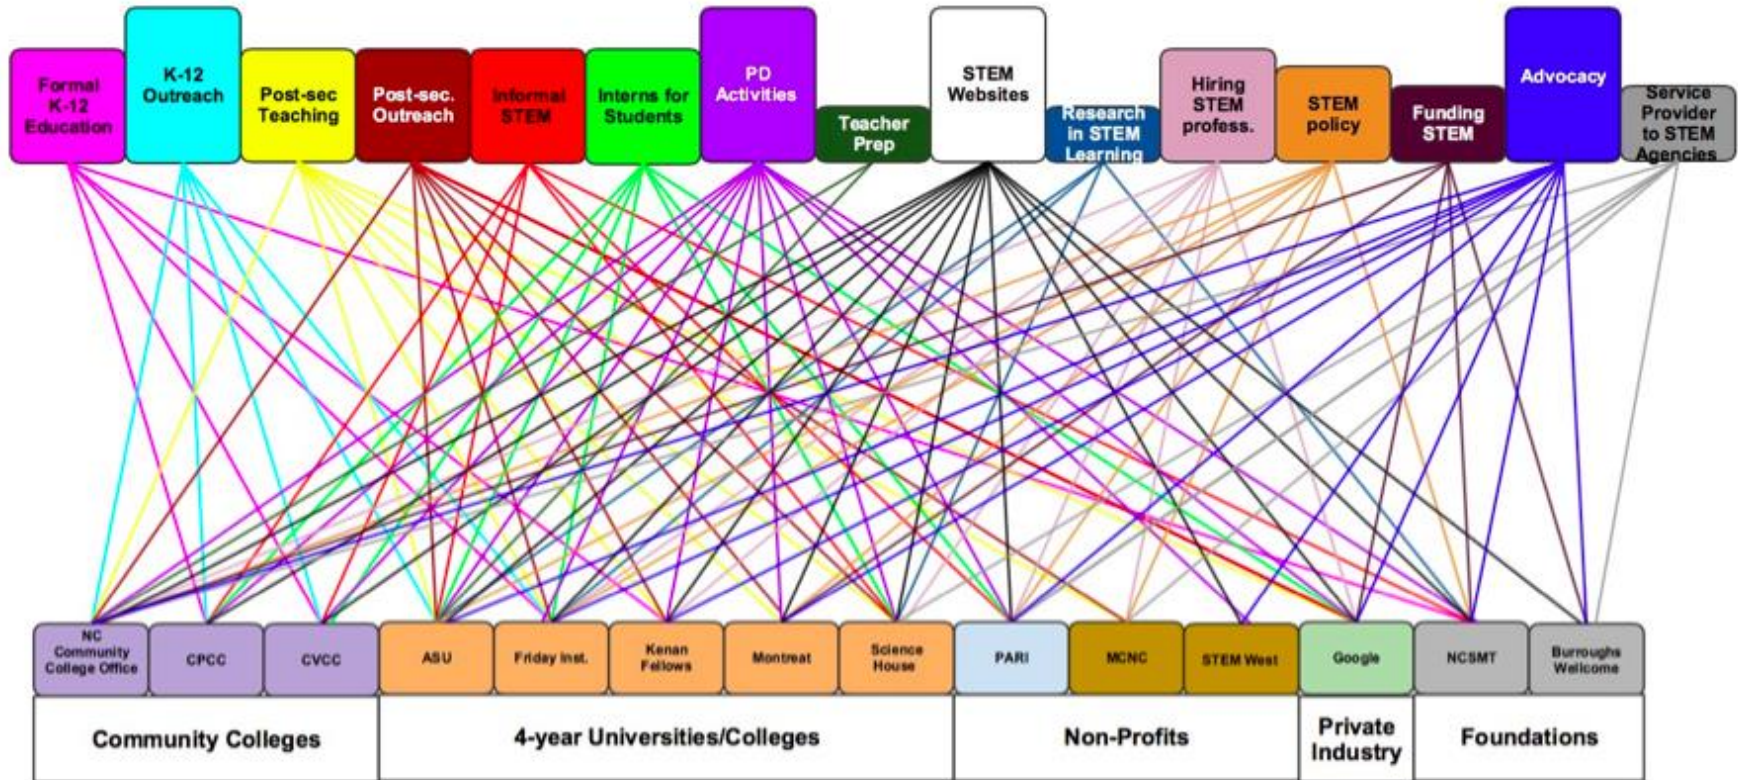 Formal
K-12
Education
K-12
Outreach
Post-sec
Teaching
Post-sec.
Outreach
Informal
STEM
Interns for
Students
PD
Activities
Teacher
Prep
STEM
Websites
Research
in STEM
Learning
Hiring
STEM
profess.
STEM
policy
Funding
STEM
Advocacy
Service
Provider
to STEM
Agencies
NC
Community
College Office
CPCC
CVCC
ASU
Friday Inst.
Kenan
Fellows
Montreat
Science
House
PARI
MCNC
STEM West
Google
NCSMT
Burroughs
Wellcome
Community Colleges
4-year Universities/Colleges
Non-Profits
Private
Industry
Foundations